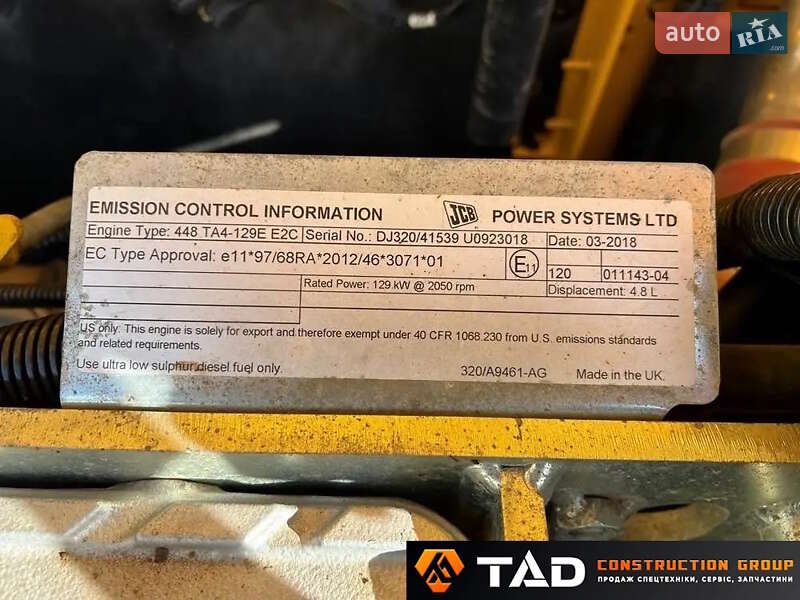 auto RIA.com
EMISSION CONTROL INFORMATION JCB POWER SYSTEMS LTD
Engine Type: 448 TA4-129E E2C Serial No.: DJ320/41539 U0923018 Date: 03-2018
EC Type Approval: e11*97/68RA*2012/46*3071*01 E11 120 011143-04
Rated Power: 129 kW @ 2050 rpm Displacement: 4.8 L
US only: This engine is solely for export and therefore exempt under 40 CFR 1068.230 from U.S. emissions standards
and related requirements.
Use ultra low sulphur diesel fuel only. 320/A9461-AG Made in the UK.
TAD CONSTRUCTION GROUP
ПРОДАЖ СПЕЦТЕХНІКИ, СЕРВІС, ЗАПЧАСТИНИ